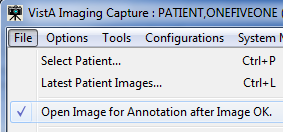 VistA Imaging Capture : PATIENT,ONEFIVEONE
File Options Tools Configurations System
Select Patient... Ctrl+P
Latest Patient Images... Ctrl+L
✓ Open Image for Annotation after Image OK.